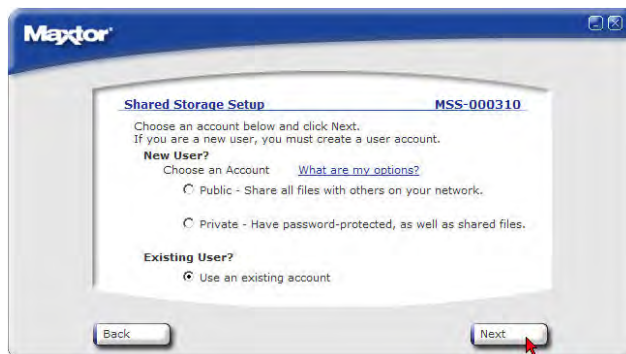 Maxtor
Shared Storage Setup MSS-000310
Choose an account below and click Next.
If you are a new user, you must create a user account.
New User?
Choose an Account What are my options?
Public - Share all files with others on your network.
Private - Have password-protected, as well as shared files.
Existing User?
Use an existing account
Back Next